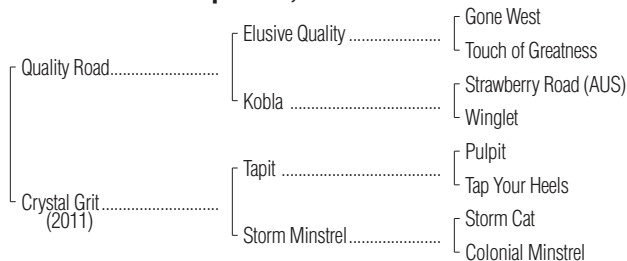 Gone West
Elusive Quality ....................
Touch of Greatness
Quality Road........................
Strawberry Road (AUS)
Kobla ..................................
Winglet
Pulpit
Tapit ....................................
Tap Your Heels
Crystal Grit..........................
(2011)
Storm Cat
Storm Minstrel.....................
Colonial Minstrel